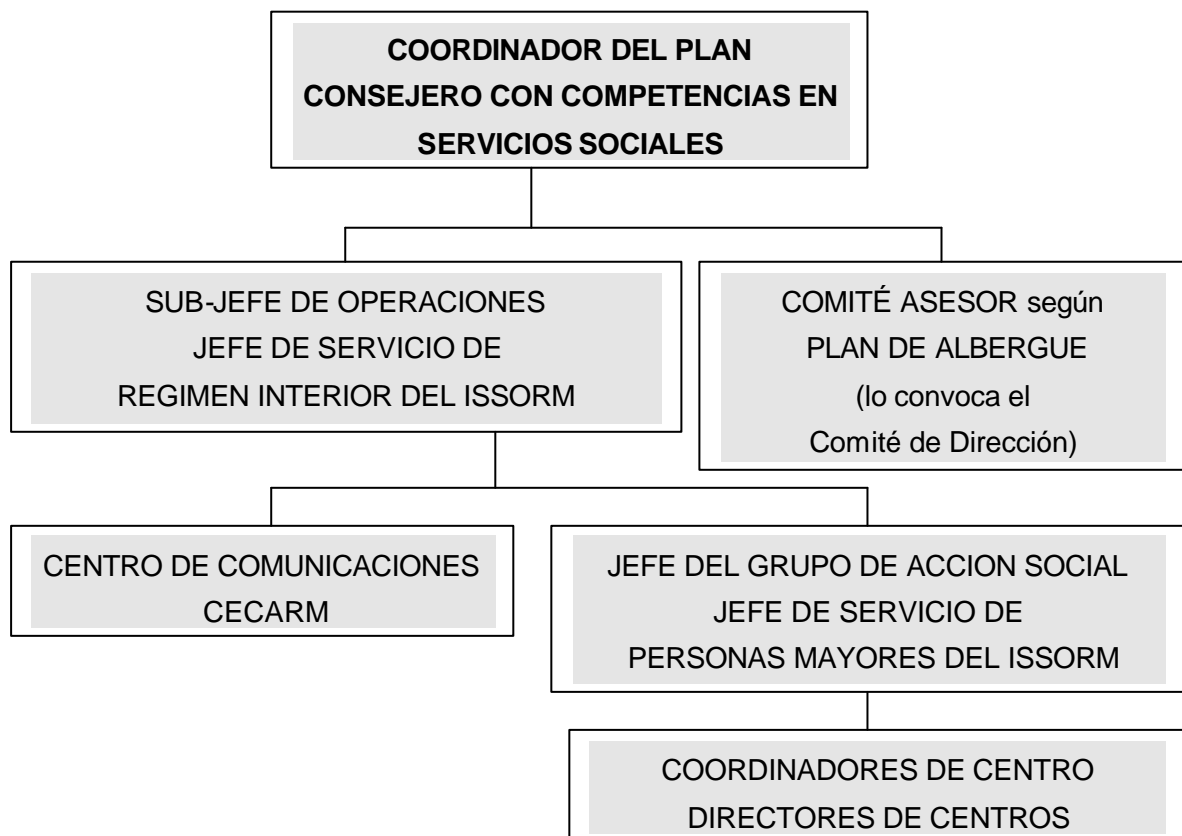 COORDINADOR DEL PLAN
CONSEJERO CON COMPETENCIAS EN
SERVICIOS SOCIALES
SUB-JEFE DE OPERACIONES
JEFE DE SERVICIO DE
REGIMEN INTERIOR DEL ISSORM
COMITÉ ASESOR según
PLAN DE ALBERGUE
(lo convoca el
Comité de Dirección)
CENTRO DE COMUNICACIONES
CECARM
JEFE DEL GRUPO DE ACCION SOCIAL
JEFE DE SERVICIO DE
PERSONAS MAYORES DEL ISSORM
COORDINADORES DE CENTRO
DIRECTORES DE CENTROS